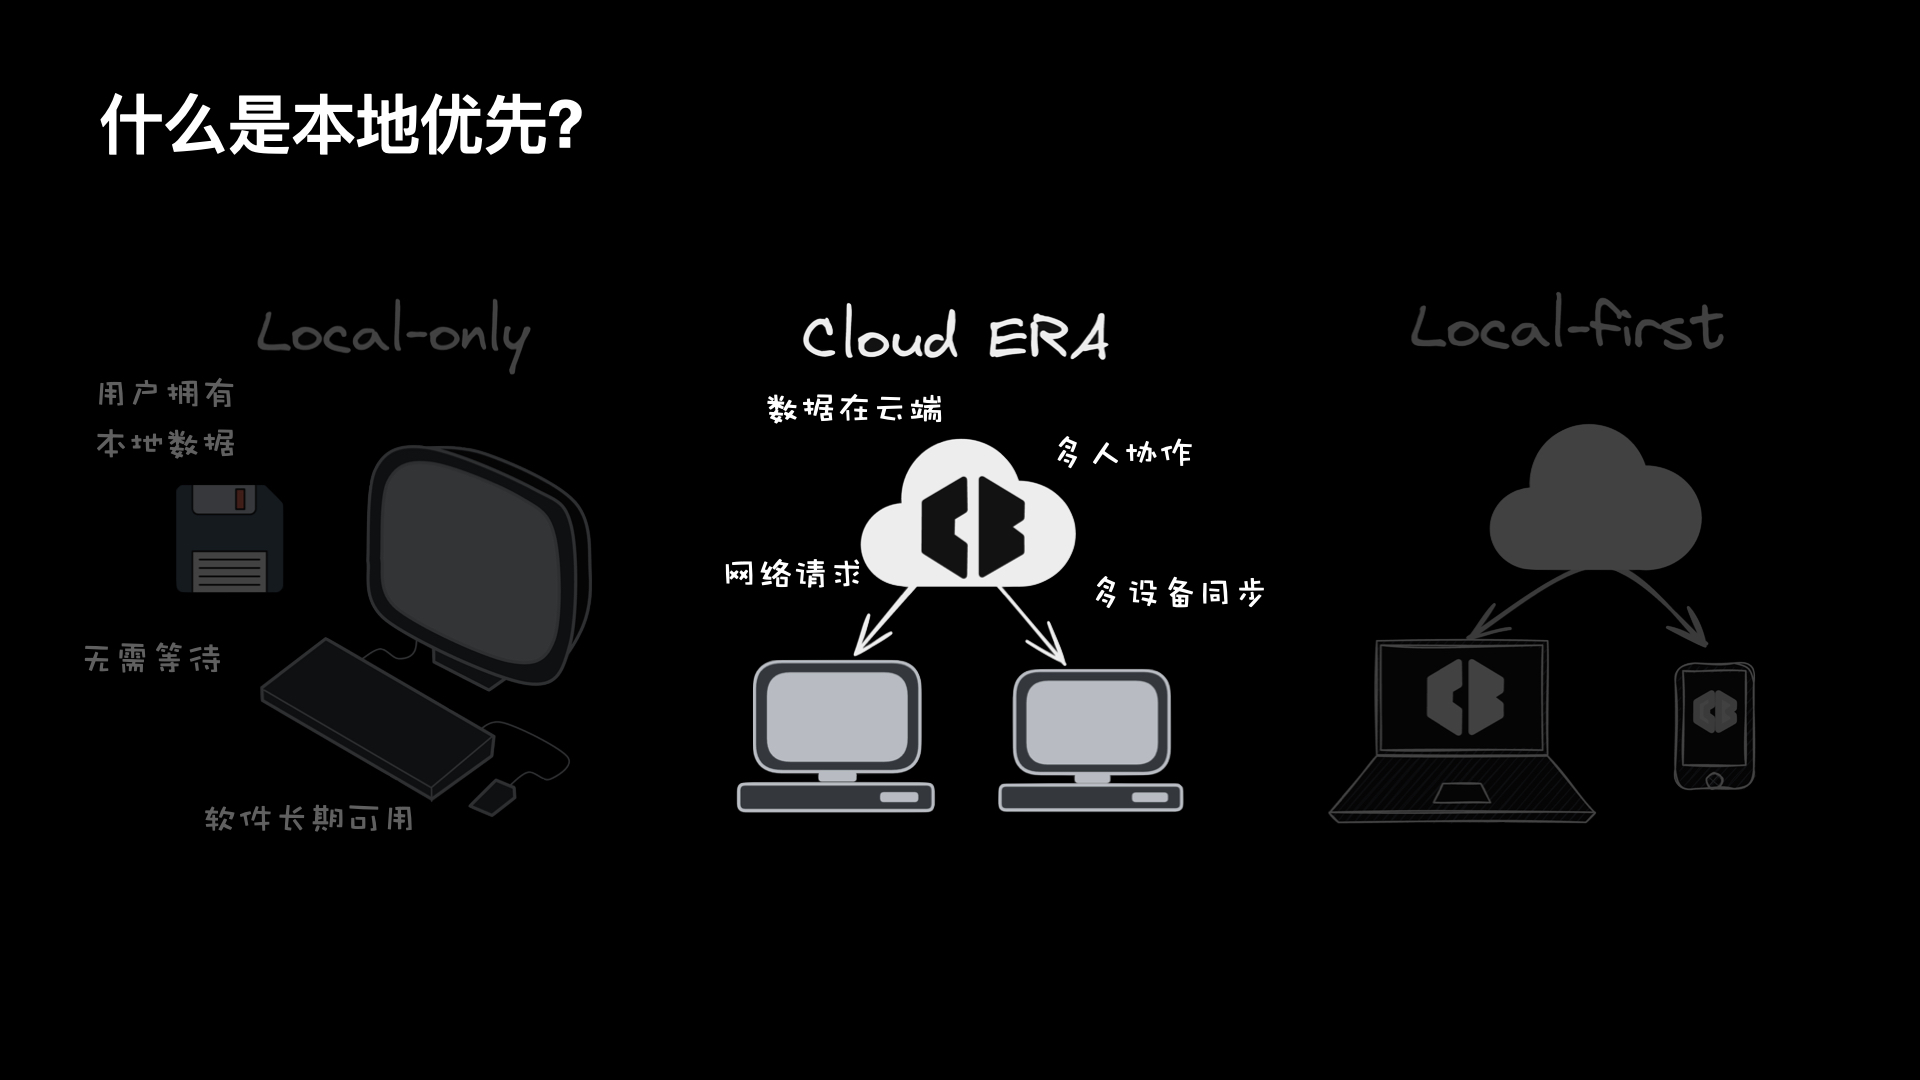 什么是本地优先?
Local-only
用户拥有
本地数据
无需等待
软件长期可用
Cloud ERA
数据在云端
多人协作
网络请求
多设备同步
Local-first